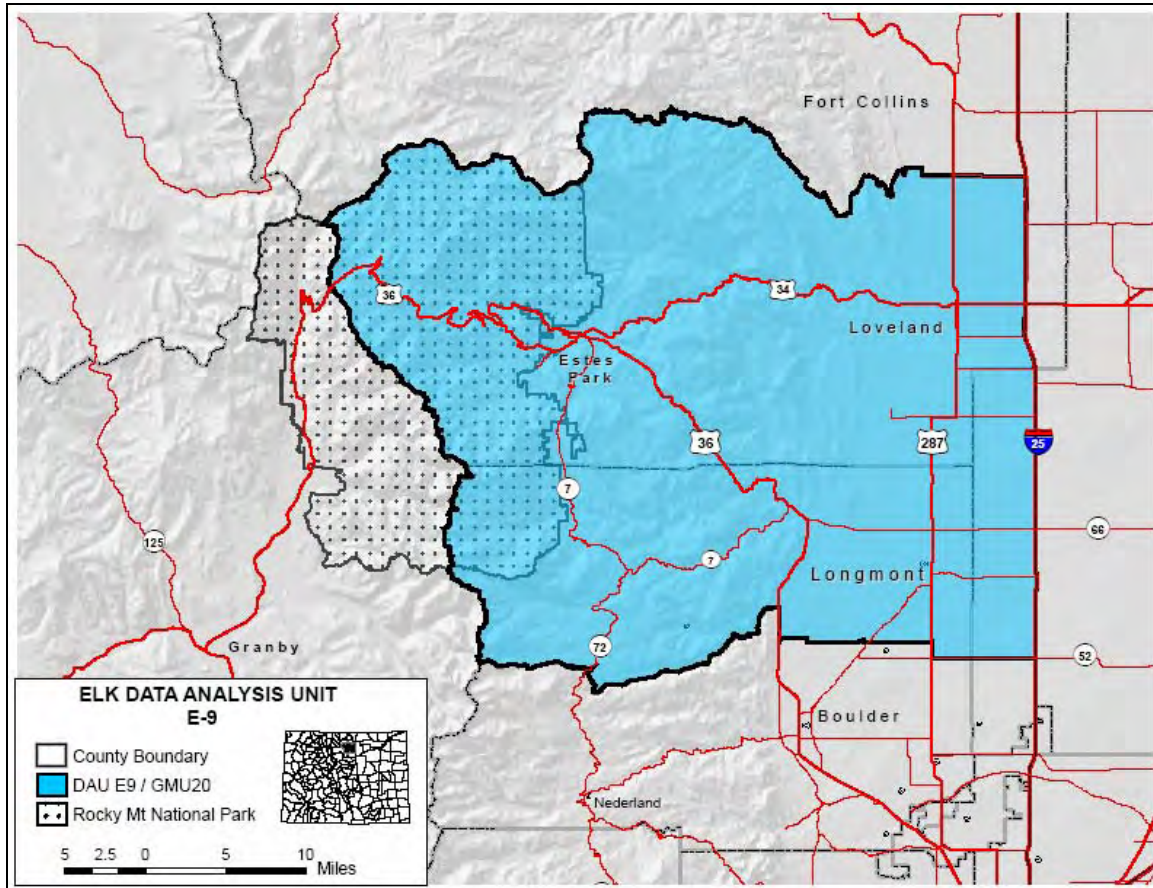 Fort Collins
36
34
Loveland
Estes
Park
36
287
25
7
125
66
7
Longmont
72
Granby
52
Boulder
Nederland
ELK DATA ANALYSIS UNIT
E-9
County Boundary
DAU E9 / GMU20
Rocky Mt National Park
5 2.5 0 5 10
Miles